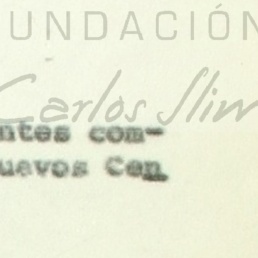 UNDACIÓN
Carlos Slim
ntes com-
uevos Cen